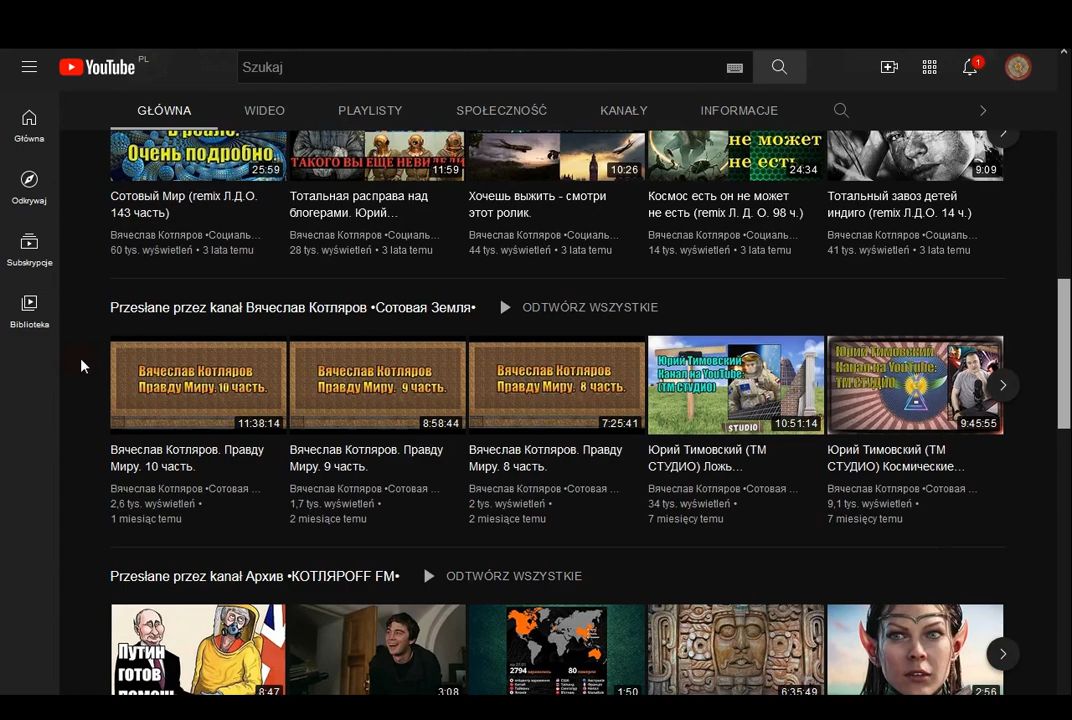 YouTube PL
Szukaj
1
GŁÓWNA
WIDEO
PLAYLISTY
SPOŁECZNOŚĆ
KANAŁY
INFORMACJE
Główna
Odkrywaj
Subskrypcje
Biblioteka
в реале.
Очень подробно.
25:59
ТАКОГО ВЫ ЕЩЕ НЕВИДЕЛИ
11:59
10:26
не может
не есть
24:34
9:09
Сотовый Мир (remix Л.Д.О.
143 часть)
Вячеслав Котляров •Социаль...
60 tys. wyświetleń • 3 lata temu
Тотальная расправа над
блогерами. Юрий...
Вячеслав Котляров •Социаль...
28 tys. wyświetleń • 3 lata temu
Хочешь выжить - смотри
этот ролик.
Вячеслав Котляров •Социаль...
44 tys. wyświetleń • 3 lata temu
Космос есть он не может
не есть (remix Л. Д. О. 98 ч.)
Вячеслав Котляров •Социаль...
14 tys. wyświetleń • 3 lata temu
Тотальный завоз детей
индиго (remix Л.Д.О. 14 ч.)
Вячеслав Котляров •Социаль...
41 tys. wyświetleń • 3 lata temu
Przesłane przez kanał Вячеслав Котляров •Сотовая Земля•
ODTWÓRZ WSZYSTKIE
Вячеслав Котляров
Правду Миру. 10 часть.
11:38:14
Вячеслав Котляров
Правду Миру. 9 часть.
8:58:44
Вячеслав Котляров
Правду Миру. 8 часть.
7:25:41
Юрий Тимовский
Канал на YouTube:
(ТМ СТУДИО)
STUDIO
10:51:14
Юрий Тимовский
Канал на YouTube:
ТМ СТУДИО
9:45:55
Вячеслав Котляров. Правду
Миру. 10 часть.
Вячеслав Котляров •Сотовая ...
2,6 tys. wyświetleń •
1 miesiąc temu
Вячеслав Котляров. Правду
Миру. 9 часть.
Вячеслав Котляров •Сотовая ...
1,7 tys. wyświetleń •
2 miesiące temu
Вячеслав Котляров. Правду
Миру. 8 часть.
Вячеслав Котляров •Сотовая ...
2 tys. wyświetleń •
2 miesiące temu
Юрий Тимовский (ТМ
СТУДИО) Ложь...
Вячеслав Котляров •Сотовая ...
34 tys. wyświetleń •
7 miesięcy temu
Юрий Тимовский (ТМ
СТУДИО) Космические...
Вячеслав Котляров •Сотовая ...
9,1 tys. wyświetleń •
7 miesięcy temu
Przesłane przez kanał Архив •КОТЛЯРOFF FM•
ODTWÓRZ WSZYSTKIE
Путин
готов
помочь
8:47
3:08
2794
80
1:50
6:35:49
2:56